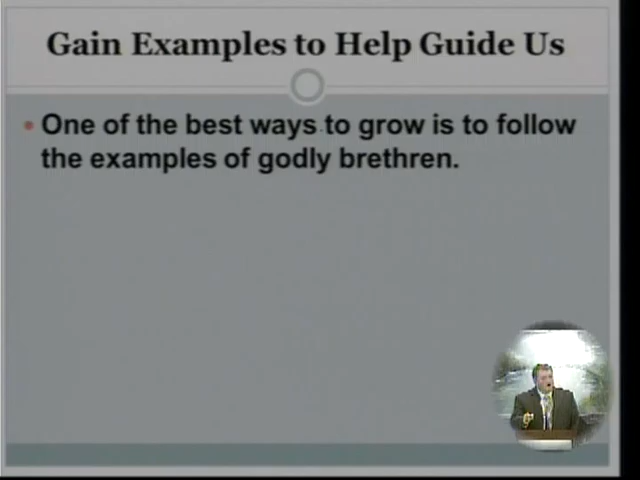 Gain Examples to Help Guide Us
• One of the best ways to grow is to follow
the examples of godly brethren.